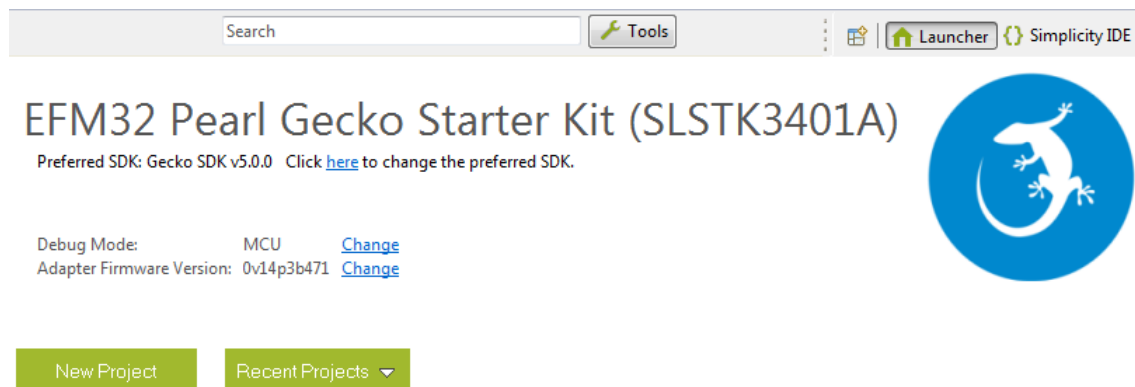 Search Tools Launcher {} Simplicity IDE
EFM32 Pearl Gecko Starter Kit (SLSTK3401A)
Preferred SDK: Gecko SDK v5.0.0 Click here to change the preferred SDK.
Debug Mode: MCU Change
Adapter Firmware Version: 0v14p3b471 Change
New Project Recent Projects